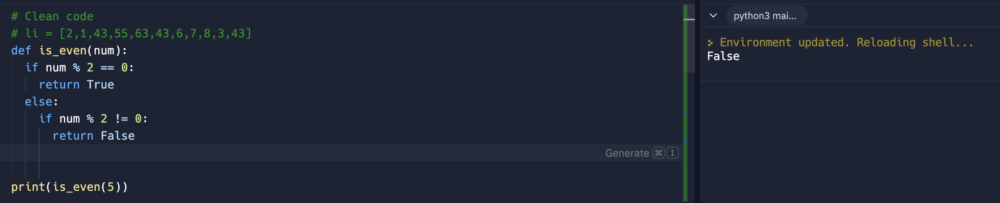 # Clean code
# li = [2,1,43,55,63,43,6,7,8,3,43]
def is_even(num):
  if num % 2 == 0:
    return True
  else:
    if num % 2 != 0:
      return False
Generate ⌘ I
print(is_even(5))
python3 mai...
Environment updated. Reloading shell...
False